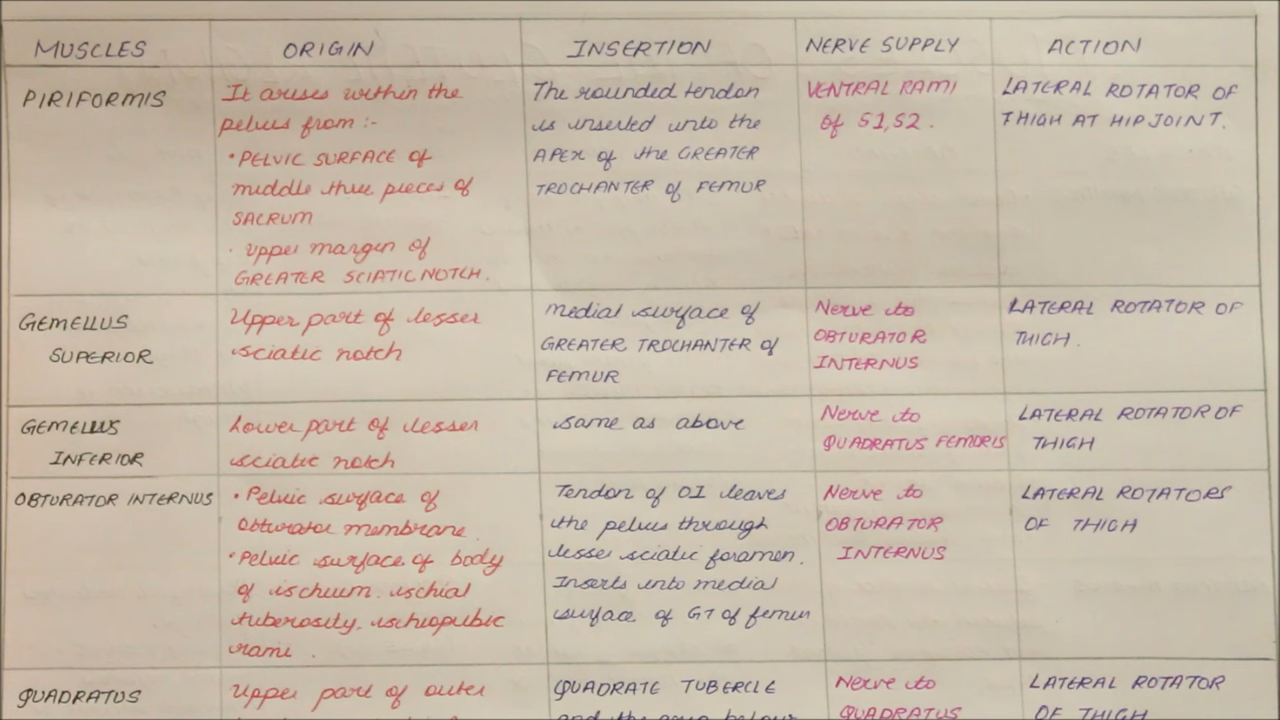 MUSCLES ORIGIN INSERTION NERVE SUPPLY ACTION
PIRIFORMIS
It arises within the
pelvis from :-
• PELVIC SURFACE of
middle three pieces of
SACRUM
• Upper margin of
GREATER SCIATIC NOTCH.
The rounded tendon
is inserted into the
APEX of the GREATER
TROCHANTER of FEMUR
VENTRAL RAMI
of S1, S2.
LATERAL ROTATOR OF
THIGH AT HIP JOINT.
GEMELLUS
SUPERIOR
Upper part of lesser
sciatic notch
medial surface of
GREATER TROCHANTER of
FEMUR
Nerve to
OBTURATOR
INTERNUS
LATERAL ROTATOR OF
THIGH.
GEMELLUS
INFERIOR
Lower part of lesser
sciatic notch
same as above
Nerve to
QUADRATUS FEMORIS
LATERAL ROTATOR OF
THIGH
OBTURATOR INTERNUS
• Pelvic surface of
obturator membrane.
• Pelvic surface of body
of ischium, ischial
tuberosity, ischiopubic
rami.
Tendon of OI leaves
the pelvis through
lesser sciatic foramen.
Inserts into medial
surface of GT of femur
Nerve to
OBTURATOR
INTERNUS
LATERAL ROTATORS
OF THIGH
QUADRATUS
Upper part of outer
QUADRATE TUBERCLE
and the area below
Nerve to
QUADRATUS
LATERAL ROTATOR
OF THIGH